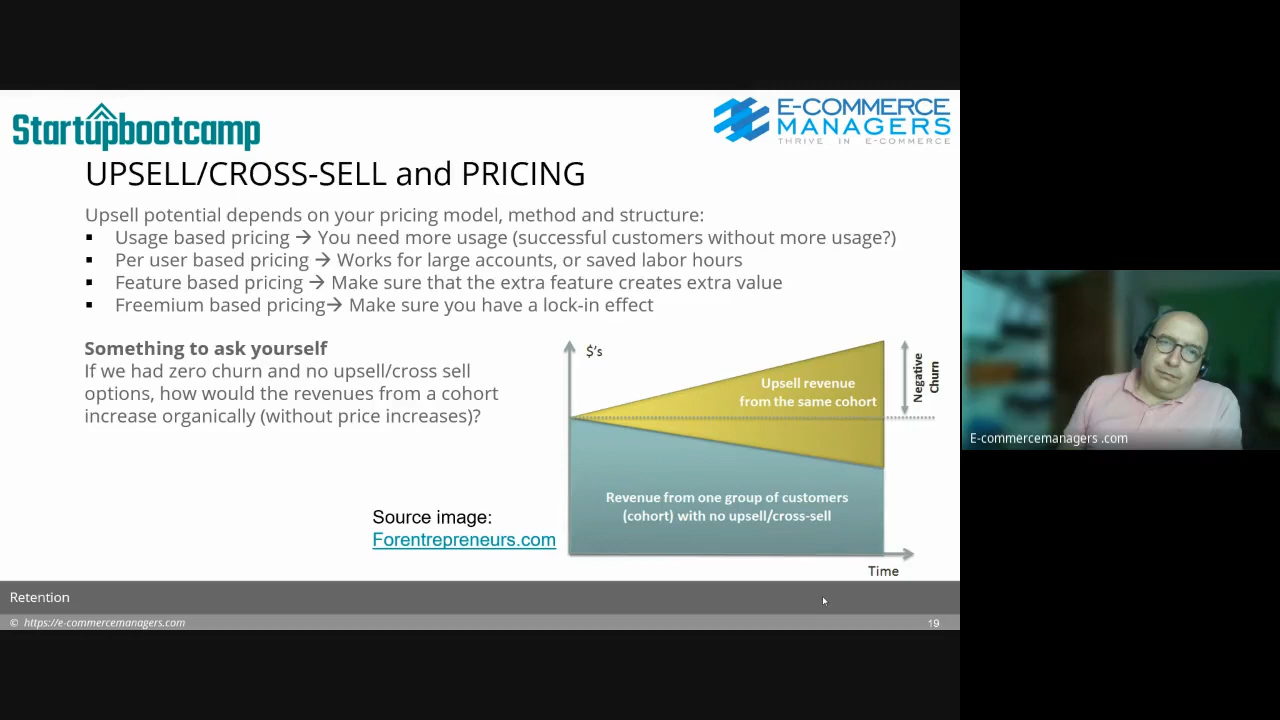 Startupbootcamp
E-COMMERCE
MANAGERS
THRIVE IN E-COMMERCE
UPSELL/CROSS-SELL and PRICING
Upsell potential depends on your pricing model, method and structure:
▪ Usage based pricing → You need more usage (successful customers without more usage?)
▪ Per user based pricing → Works for large accounts, or saved labor hours
▪ Feature based pricing → Make sure that the extra feature creates extra value
▪ Freemium based pricing→ Make sure you have a lock-in effect
Something to ask yourself
If we had zero churn and no upsell/cross sell
options, how would the revenues from a cohort
increase organically (without price increases)?
Source image:
Forentrepreneurs.com
$'s
Upsell revenue
from the same cohort
Negative
Churn
Revenue from one group of customers
(cohort) with no upsell/cross-sell
Time
E-commercemanagers .com
Retention
© https://e-commercemanagers.com
19